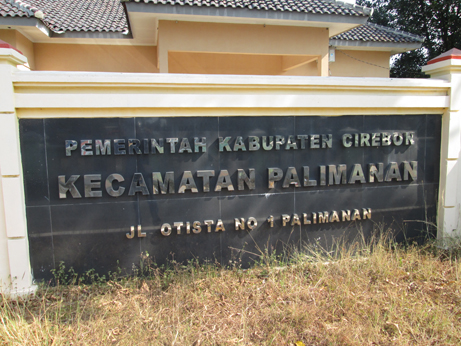 PEMERINTAH KABUPATEN CIREBON
KECAMATAN PALIMANAN
JL OTISTA NO 1 PALIMANAN